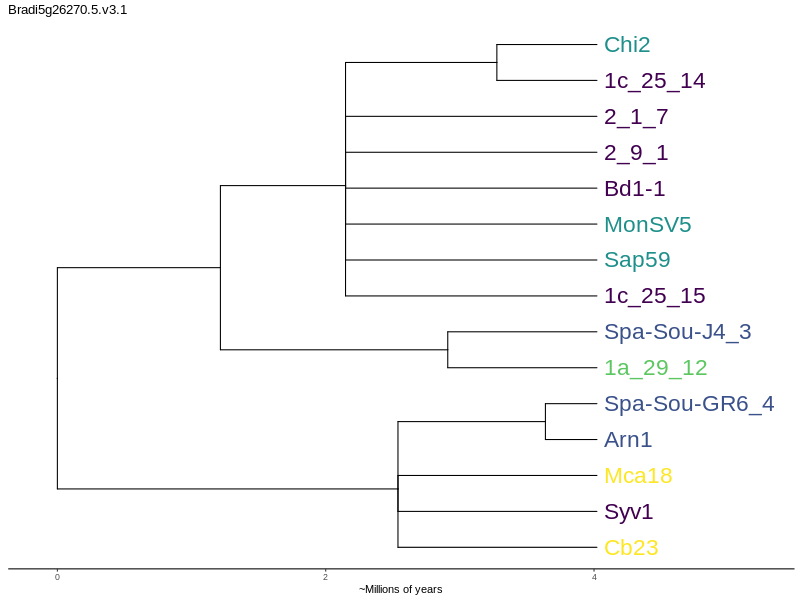 Bradi5g26270.5.v3.1
Chi2
1c_25_14
2_1_7
2_9_1
Bd1-1
MonSV5
Sap59
1c_25_15
Spa-Sou-J4_3
1a_29_12
Spa-Sou-GR6_4
Arn1
Mca18
Syv1
Cb23
0 2 4
~Millions of years